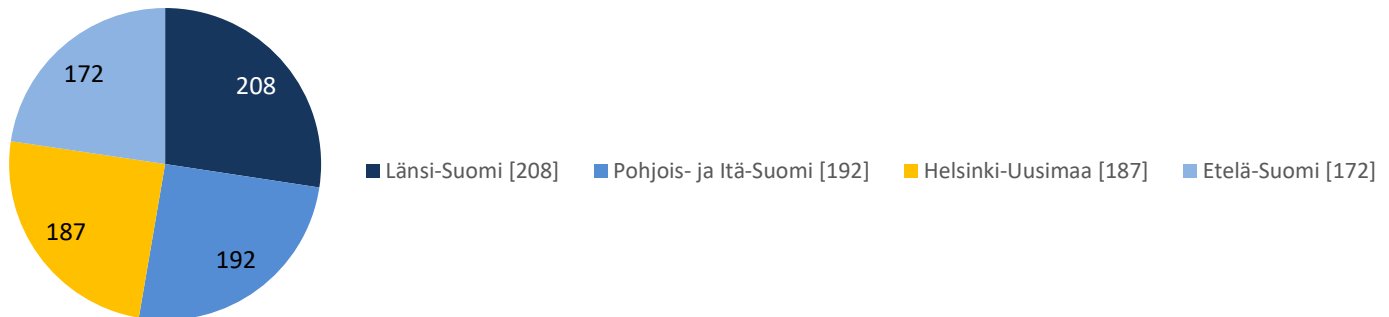 172
208
187
192
Länsi-Suomi [208] Pohjois- ja Itä-Suomi [192] Helsinki-Uusimaa [187] Etelä-Suomi [172]